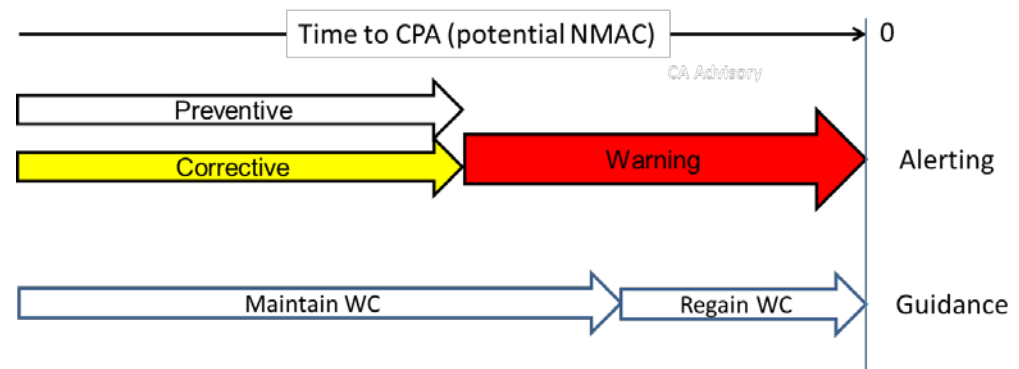 Time to CPA (potential NMAC)
0
CA Advisory
Preventive
Corrective
Warning
Alerting
Maintain WC
Regain WC
Guidance